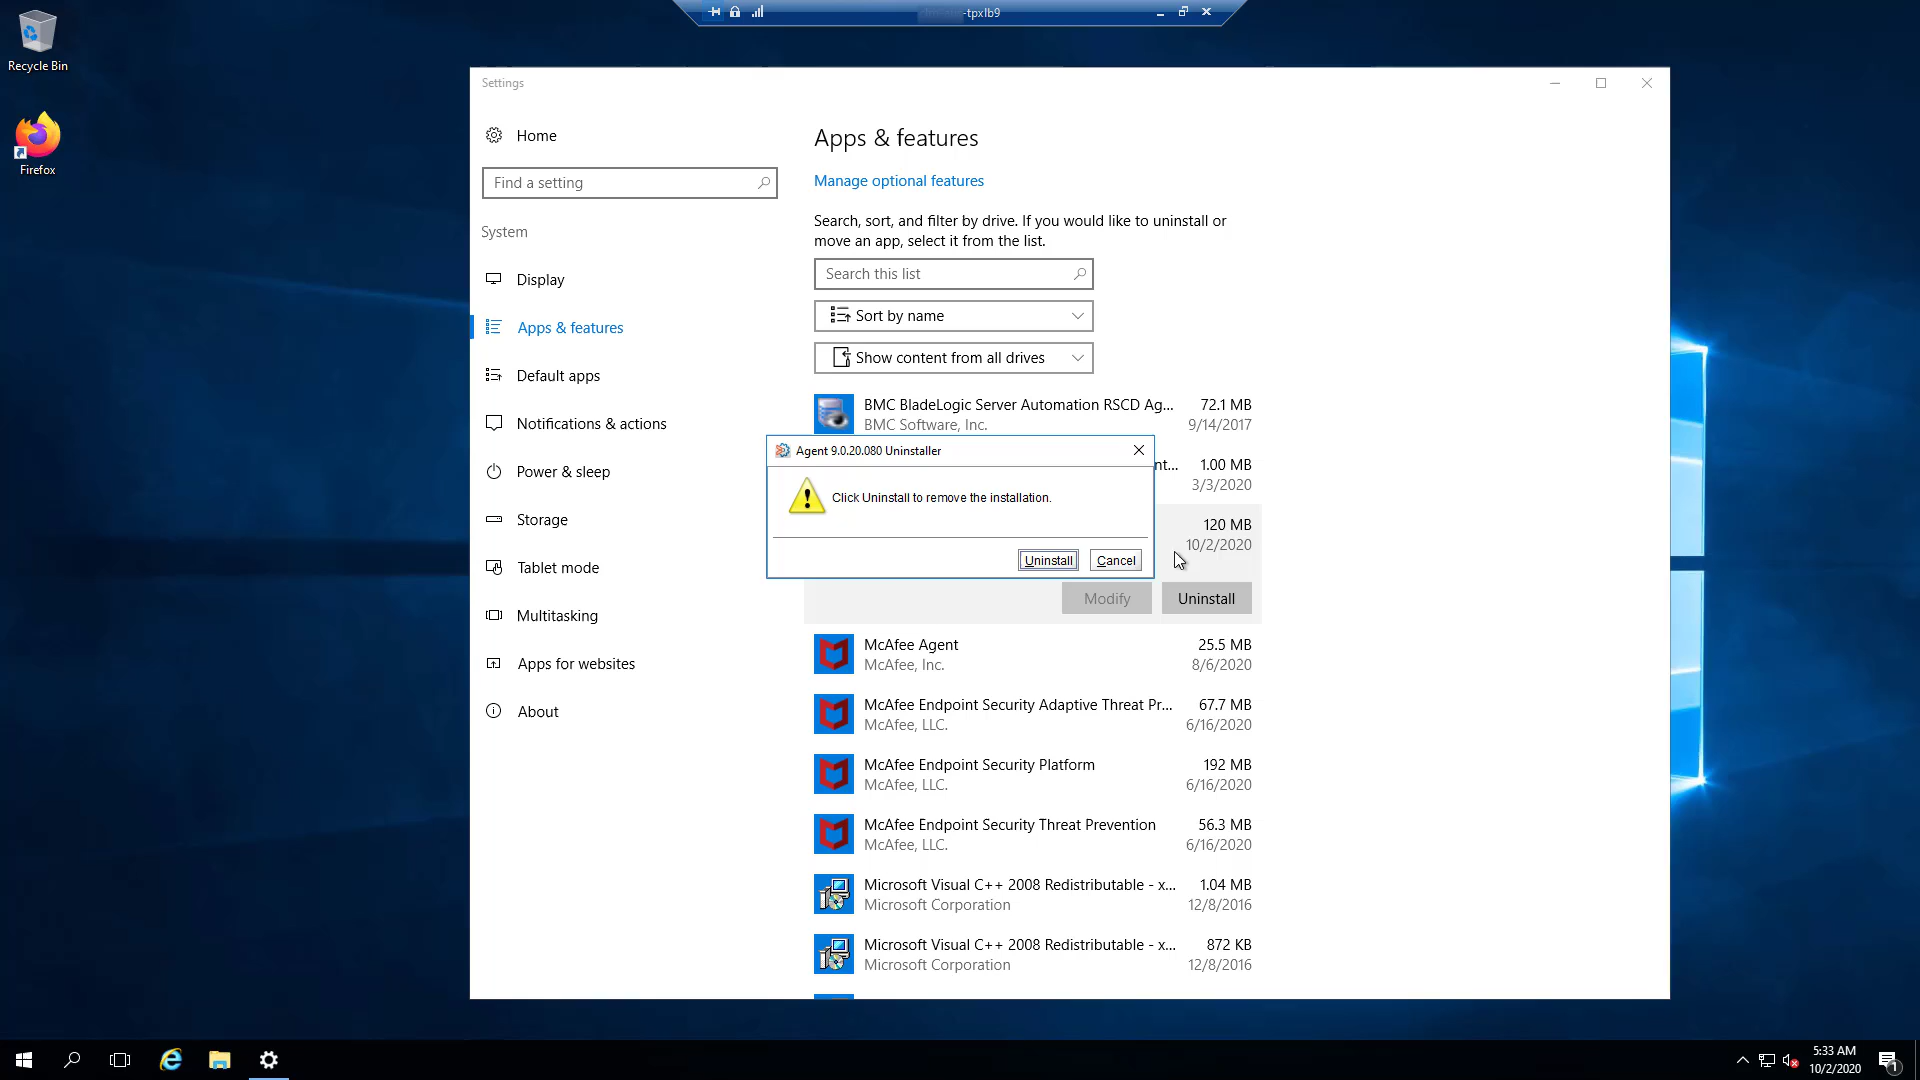 Recycle Bin
Firefox
-tpxlb9
Settings
Home
Find a setting
System
Display
Apps & features
Default apps
Notifications & actions
Power & sleep
Storage
Tablet mode
Multitasking
Apps for websites
About
Apps & features
Manage optional features
Search, sort, and filter by drive. If you would like to uninstall or
move an app, select it from the list.
Search this list
Sort by name
Show content from all drives
BMC BladeLogic Server Automation RSCD Ag... 72.1 MB
BMC Software, Inc. 9/14/2017
Agent 9.0.20.080 Uninstaller
Click Uninstall to remove the installation.
Uninstall Cancel
nt... 1.00 MB
3/3/2020
120 MB
10/2/2020
Modify Uninstall
McAfee Agent 25.5 MB
McAfee, Inc. 8/6/2020
McAfee Endpoint Security Adaptive Threat Pr... 67.7 MB
McAfee, LLC. 6/16/2020
McAfee Endpoint Security Platform 192 MB
McAfee, LLC. 6/16/2020
McAfee Endpoint Security Threat Prevention 56.3 MB
McAfee, LLC. 6/16/2020
Microsoft Visual C++ 2008 Redistributable - x... 1.04 MB
Microsoft Corporation 12/8/2016
Microsoft Visual C++ 2008 Redistributable - x... 872 KB
Microsoft Corporation 12/8/2016
5:33 AM
10/2/2020
1